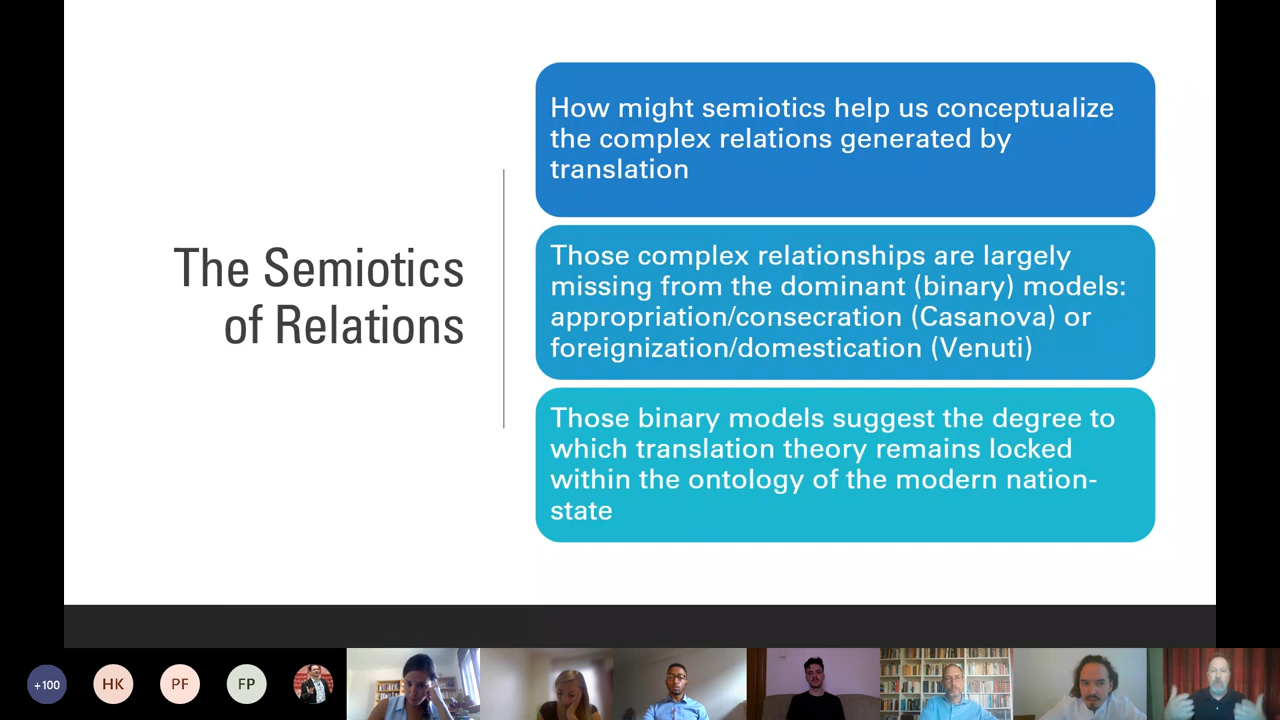 The Semiotics
of Relations
How might semiotics help us conceptualize
the complex relations generated by
translation
Those complex relationships are largely
missing from the dominant (binary) models:
appropriation/consecration (Casanova) or
foreignization/domestication (Venuti)
Those binary models suggest the degree to
which translation theory remains locked
within the ontology of the modern nation-
state
+100
HK
PF
FP